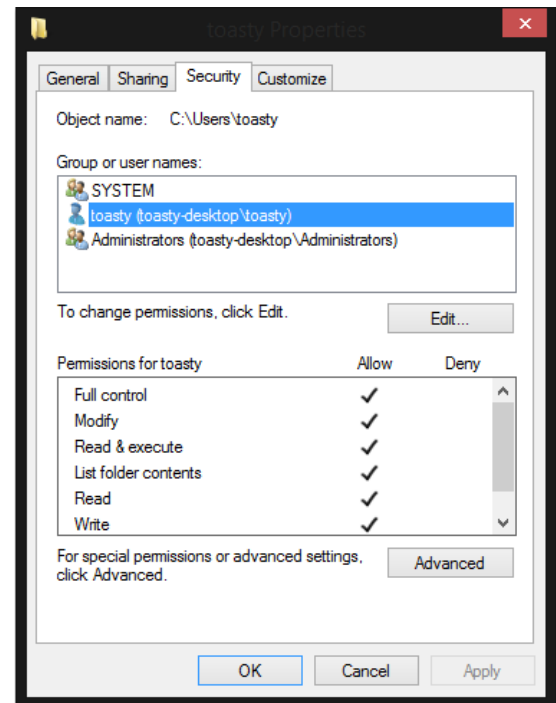 toasty Properties
General Sharing Security Customize
Object name: C:\Users\toasty
Group or user names:
SYSTEM
toasty (toasty-desktop\toasty)
Administrators (toasty-desktop\Administrators)
To change permissions, click Edit.
Edit...
Permissions for toasty Allow Deny
Full control
Modify
Read & execute
List folder contents
Read
Write
For special permissions or advanced settings,
click Advanced.
Advanced
OK Cancel Apply